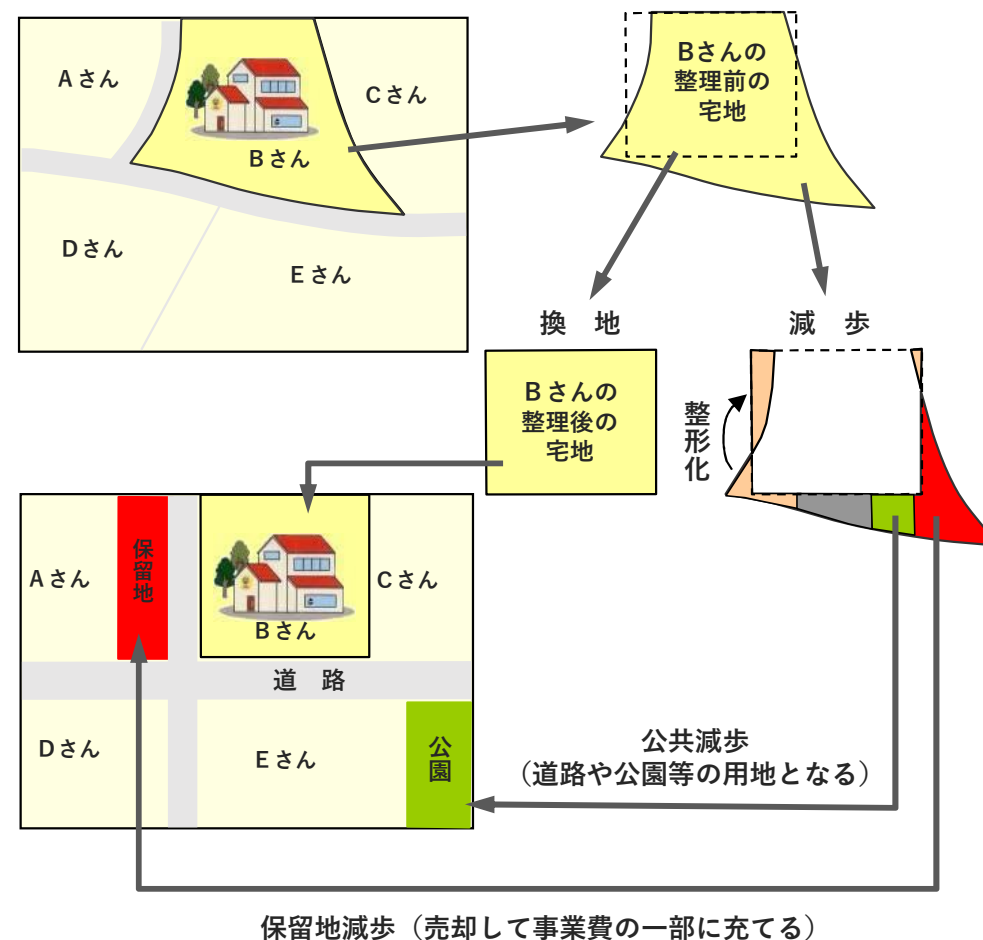 Aさん
Bさん
Cさん
Dさん
Eさん
Bさんの
整理前の
宅地
換　地
減　歩
Bさんの
整理後の
宅地
整形化
Aさん
保留地
Bさん
Cさん
道　路
Dさん
Eさん
公園
公共減歩
（道路や公園等の用地となる）
保留地減歩（売却して事業費の一部に充てる）